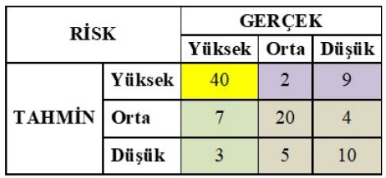 RİSK GERÇEK
Yüksek Orta Düşük
Yüksek 40 2 9
TAHMİN Orta 7 20 4
Düşük 3 5 10